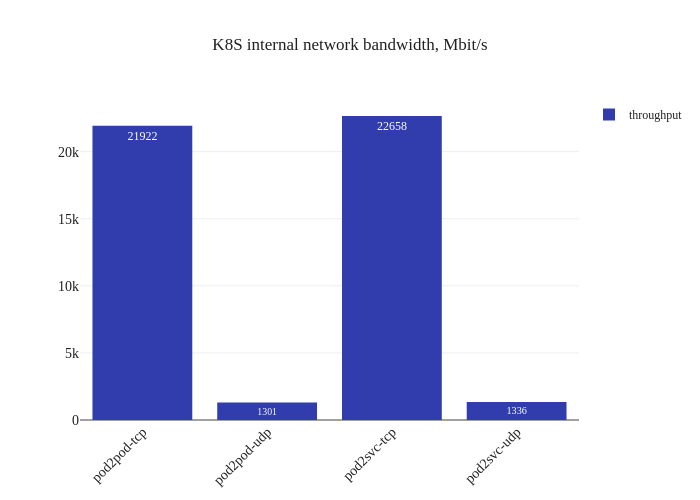 K8S internal network bandwidth, Mbit/s
throughput
20k
15k
10k
5k
0
21922
1301
22658
1336
pod2pod-tcp
pod2pod-udp
pod2svc-tcp
pod2svc-udp